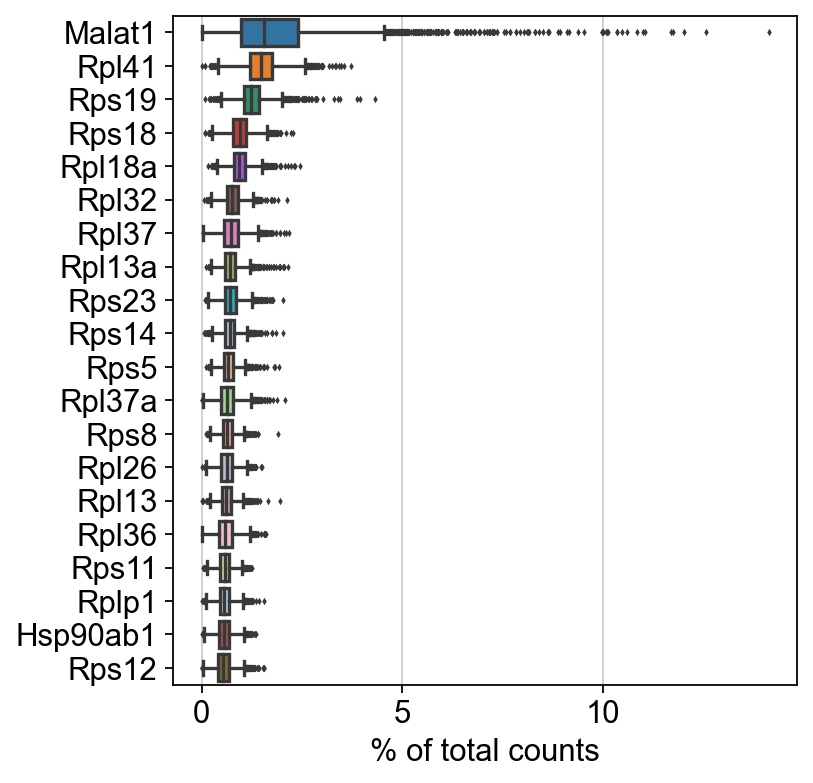 Malat1
Rpl41
Rps19
Rps18
Rpl18a
Rpl32
Rpl37
Rpl13a
Rps23
Rps14
Rps5
Rpl37a
Rps8
Rpl26
Rpl13
Rpl36
Rps11
Rplp1
Hsp90ab1
Rps12
0 5 10
% of total counts